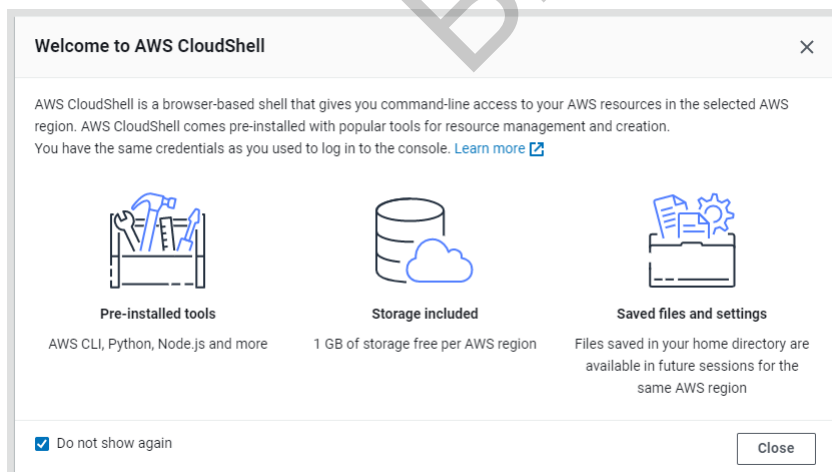 Welcome to AWS CloudShell
AWS CloudShell is a browser-based shell that gives you command-line access to your AWS resources in the selected AWS
region. AWS CloudShell comes pre-installed with popular tools for resource management and creation.
You have the same credentials as you used to log in to the console. Learn more
Pre-installed tools
AWS CLI, Python, Node.js and more
Storage included
1 GB of storage free per AWS region
Saved files and settings
Files saved in your home directory are
available in future sessions for the
same AWS region
Do not show again
Close